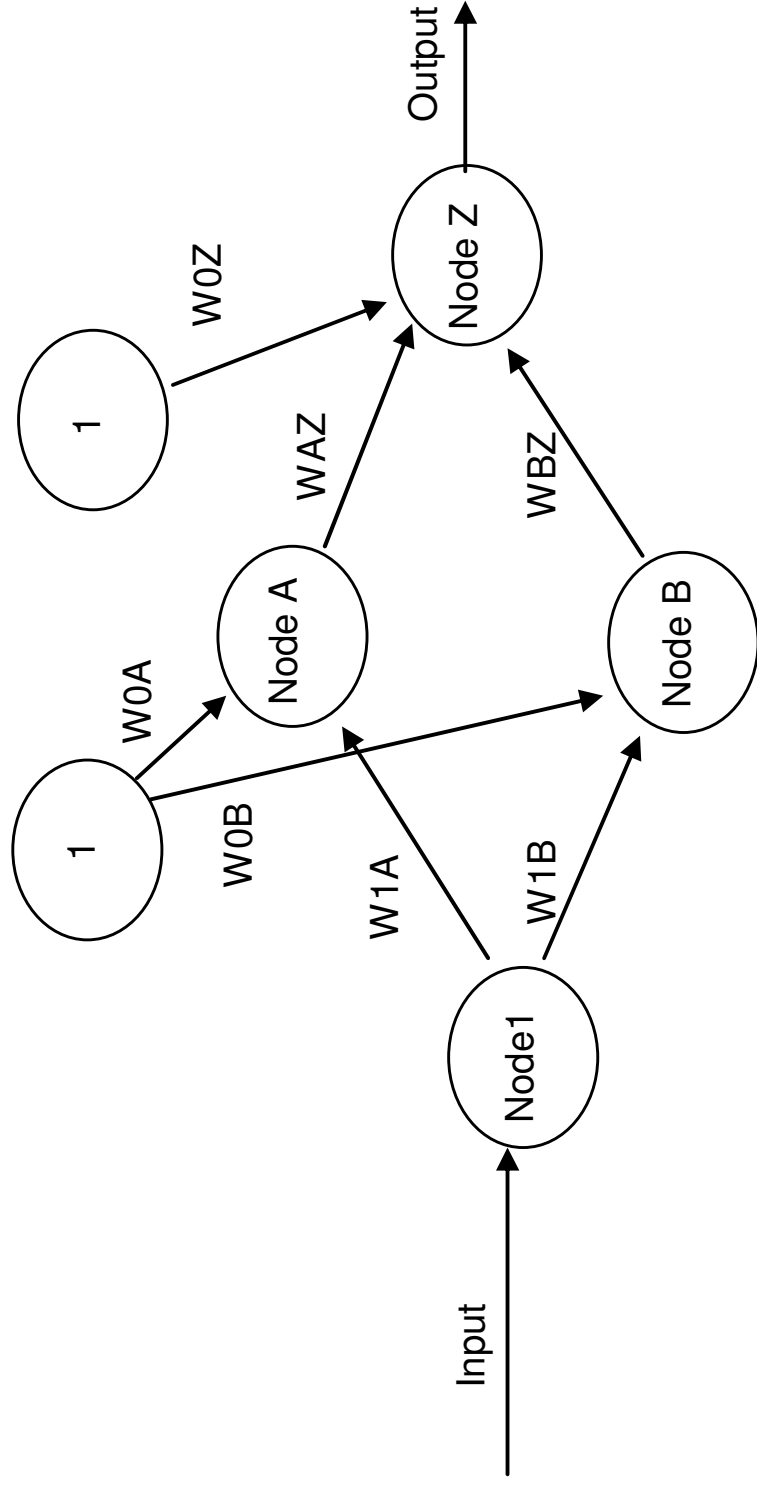 1
W0A
Node A
W0B
W1A
Input
Node1
W1B
Node B
WAZ
WBZ
1
W0Z
Node Z
Output